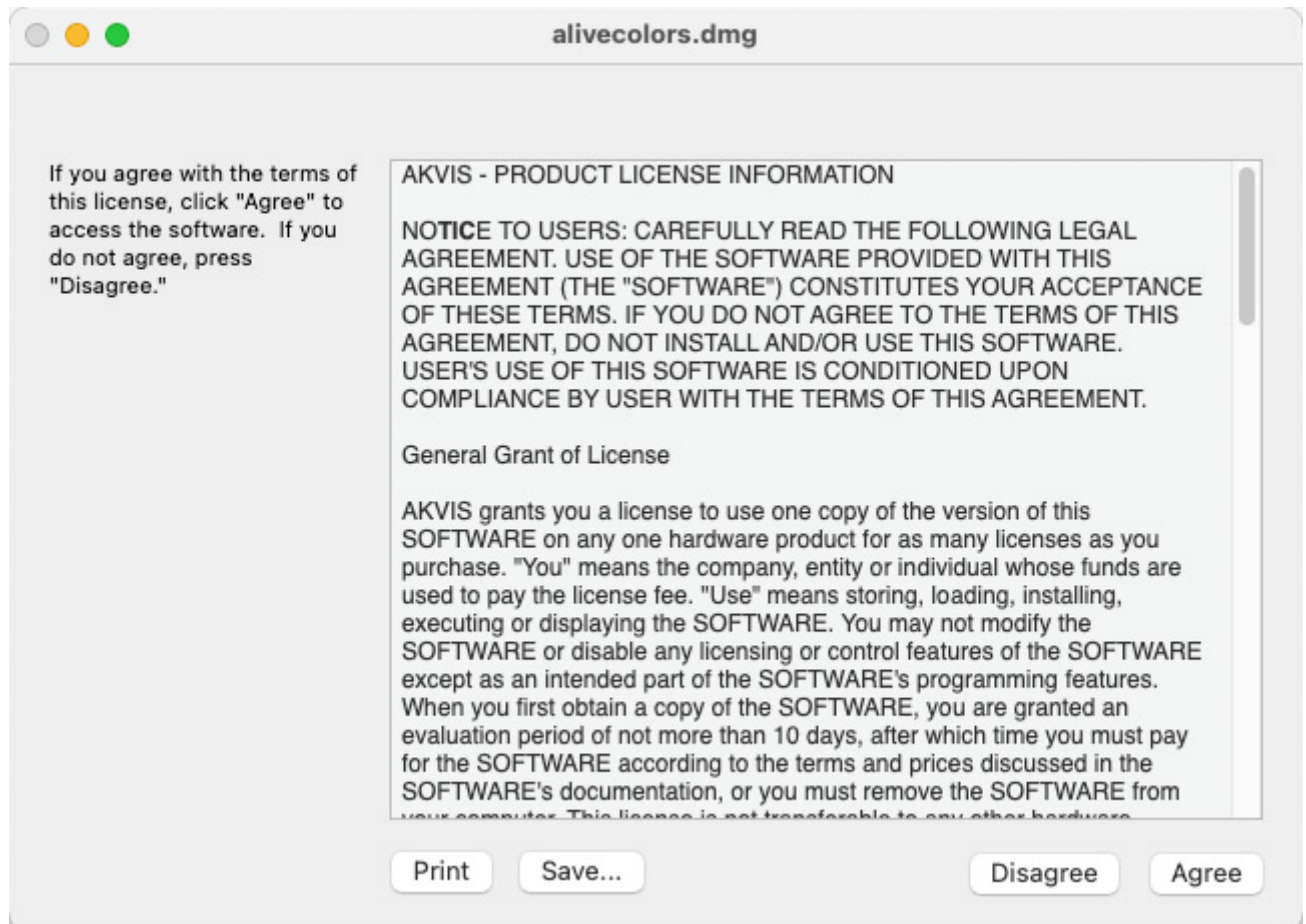 alivecolors.dmg
If you agree with the terms of
this license, click "Agree" to
access the software.  If you
do not agree, press
"Disagree."
AKVIS - PRODUCT LICENSE INFORMATION
NOTICE TO USERS: CAREFULLY READ THE FOLLOWING LEGAL
AGREEMENT. USE OF THE SOFTWARE PROVIDED WITH THIS
AGREEMENT (THE "SOFTWARE") CONSTITUTES YOUR ACCEPTANCE
OF THESE TERMS. IF YOU DO NOT AGREE TO THE TERMS OF THIS
AGREEMENT, DO NOT INSTALL AND/OR USE THIS SOFTWARE.
USER'S USE OF THIS SOFTWARE IS CONDITIONED UPON
COMPLIANCE BY USER WITH THE TERMS OF THIS AGREEMENT.
General Grant of License
AKVIS grants you a license to use one copy of the version of this
SOFTWARE on any one hardware product for as many licenses as you
purchase. "You" means the company, entity or individual whose funds are
used to pay the license fee. "Use" means storing, loading, installing,
executing or displaying the SOFTWARE. You may not modify the
SOFTWARE or disable any licensing or control features of the SOFTWARE
except as an intended part of the SOFTWARE's programming features.
When you first obtain a copy of the SOFTWARE, you are granted an
evaluation period of not more than 10 days, after which time you must pay
for the SOFTWARE according to the terms and prices discussed in the
SOFTWARE's documentation, or you must remove the SOFTWARE from
your computer. This license is not transferable to any other hardware
Print
Save...
Disagree
Agree